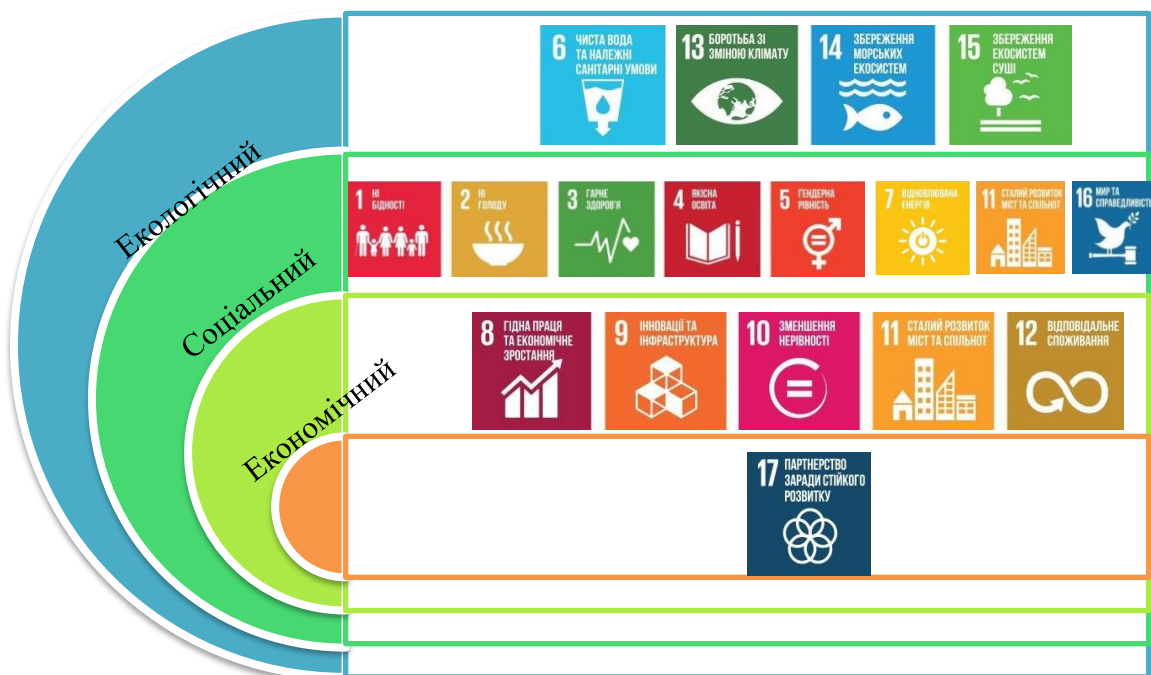 Екологічний
6 ЧИСТА ВОДА
ТА НАЛЕЖНІ
САНІТАРНІ УМОВИ
13 БОРОТЬБА ЗІ
ЗМІНОЮ КЛІМАТУ
14 ЗБЕРЕЖЕННЯ
МОРСЬКИХ
ЕКОСИСТЕМ
15 ЗБЕРЕЖЕННЯ
ЕКОСИСТЕМ
СУШІ
Соціальний
1 НІ
БІДНОСТІ
2 НІ
ГОЛОДУ
3 ГАРНЕ
ЗДОРОВ'Я
4 ЯКІСНА
ОСВІТА
5 ГЕНДЕРНА
РІВНІСТЬ
7 ВІДНОВЛЮВАНА
ЕНЕРГІЯ
11 СТАЛИЙ РОЗВИТОК
МІСТ ТА СПІЛЬНОТ
16 МИР ТА
СПРАВЕДЛИВІСТЬ
Економічний
8 ГІДНА ПРАЦЯ
ТА ЕКОНОМІЧНЕ
ЗРОСТАННЯ
9 ІННОВАЦІЇ ТА
ІНФРАСТРУКТУРА
10 ЗМЕНШЕННЯ
НЕРІВНОСТІ
11 СТАЛИЙ РОЗВИТОК
МІСТ ТА СПІЛЬНОТ
12 ВІДПОВІДАЛЬНЕ
СПОЖИВАННЯ
17 ПАРТНЕРСТВО
ЗАРАДИ СТІЙКОГО
РОЗВИТКУ